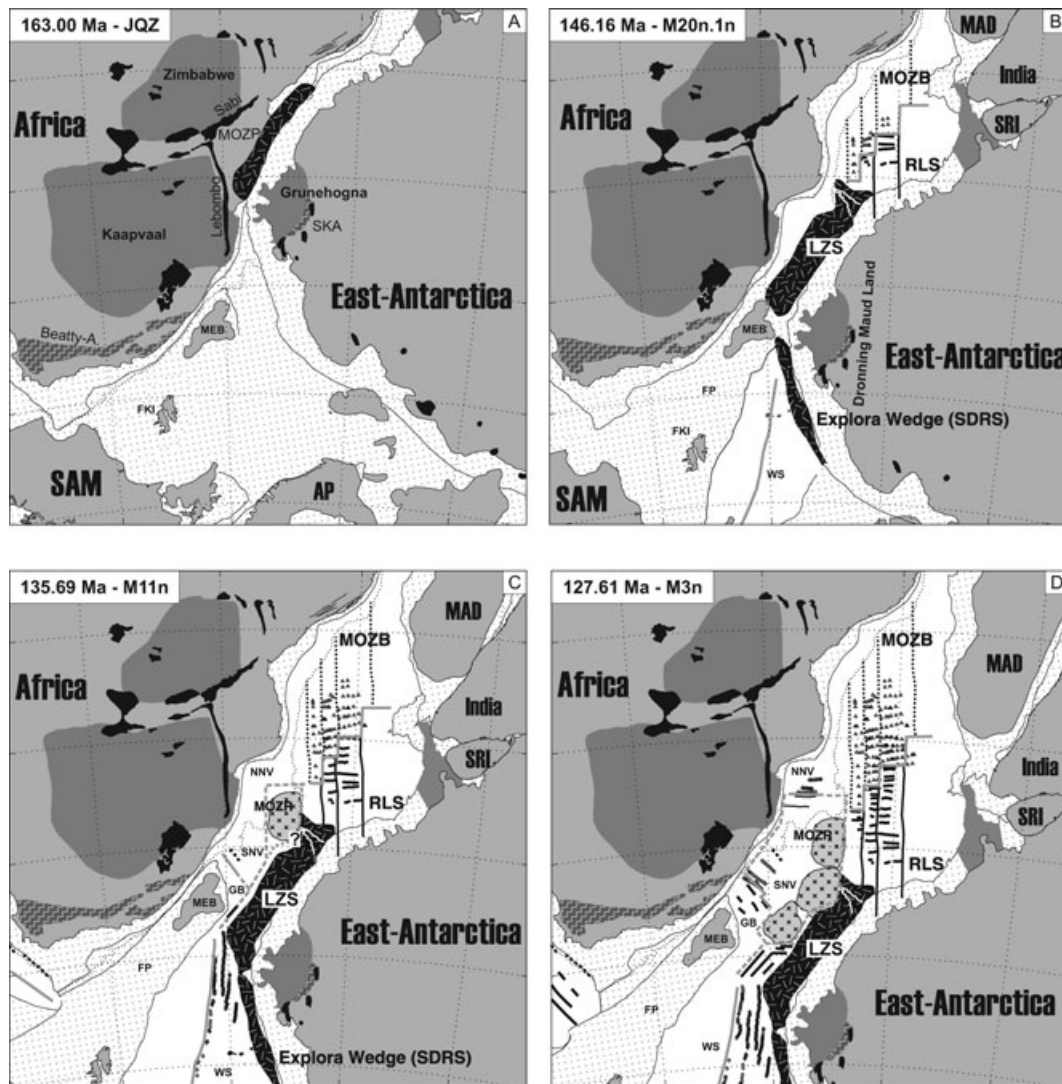 163.00 Ma - JQZ
A
Zimbabwe
Africa
Sabi
MOZP
Lebombo
Grunehogna
SKA
Kaapvaal
East-Antarctica
Beatty-A.
MEB
FKI
SAM
AP
146.16 Ma - M20n.1n
B
MAD
MOZB
India
Africa
SRI
RLS
LZS
MEB
Dronning Maud Land
East-Antarctica
FP
Explora Wedge (SDRS)
FKI
WS
SAM
135.69 Ma - M11n
C
MOZB
MAD
Africa
India
SRI
NNV
MOZR
RLS
?
SNV
GB
MEB
LZS
East-Antarctica
FP
Explora Wedge (SDRS)
WS
127.61 Ma - M3n
D
MOZB
MAD
Africa
India
NNV
SRI
MOZR
RLS
SNV
GB
MEB
LZS
FP
East-Antarctica
WS